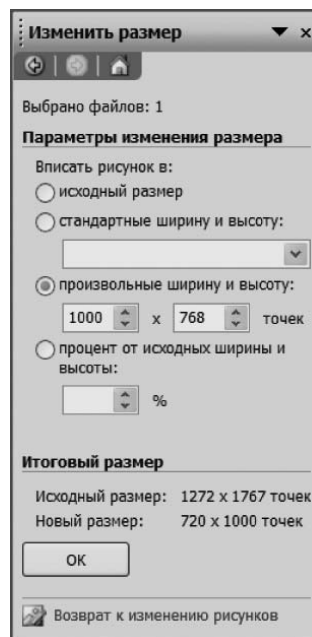 Изменить размер
Выбрано файлов: 1
Параметры изменения размера
Вписать рисунок в:
исходный размер
стандартные ширину и высоту:
произвольные ширину и высоту:
1000 x 768 точек
процент от исходных ширины и
высоты:
%
Итоговый размер
Исходный размер: 1272 x 1767 точек
Новый размер: 720 x 1000 точек
ОК
Возврат к изменению рисунков